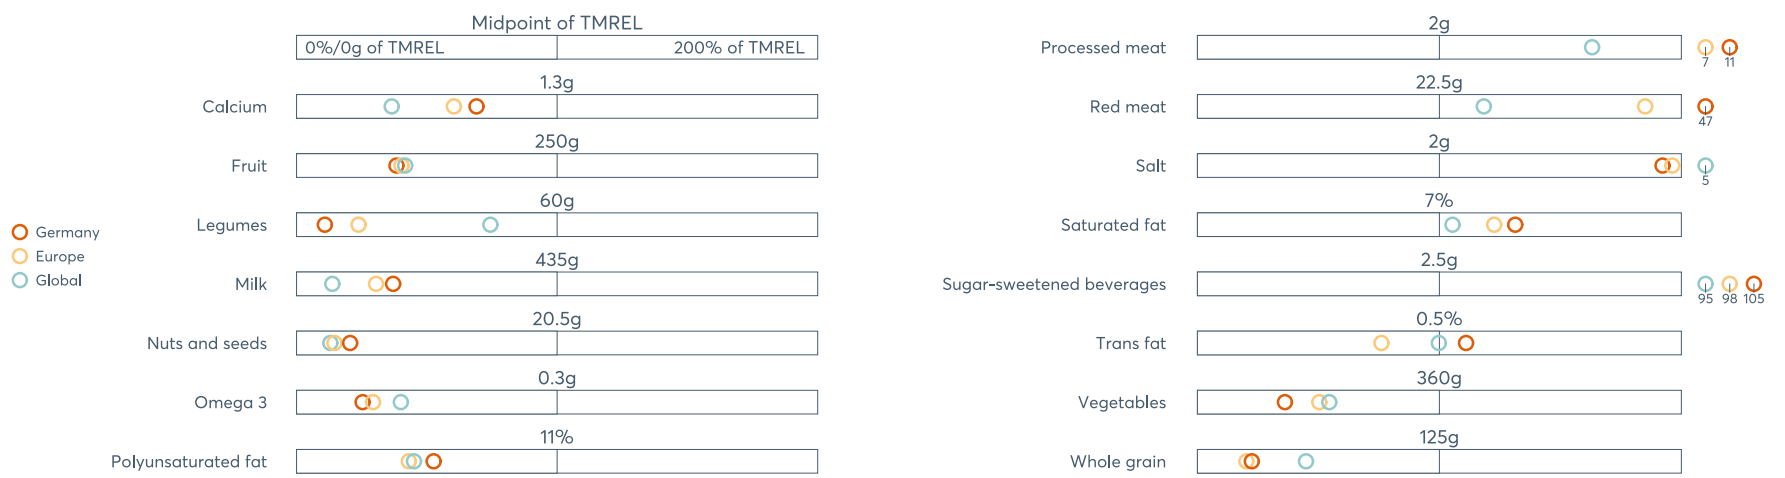 Midpoint of TMREL
0%/0g of TMREL 200% of TMREL
1.3g
Calcium
250g
Fruit
60g
Legumes
435g
Milk
20.5g
Nuts and seeds
0.3g
Omega 3
11%
Polyunsaturated fat
Germany
Europe
Global
2g
Processed meat
7 11
22.5g
Red meat
47
2g
Salt
5
7%
Saturated fat
2.5g
Sugar-sweetened beverages
95 98 105
0.5%
Trans fat
360g
Vegetables
125g
Whole grain